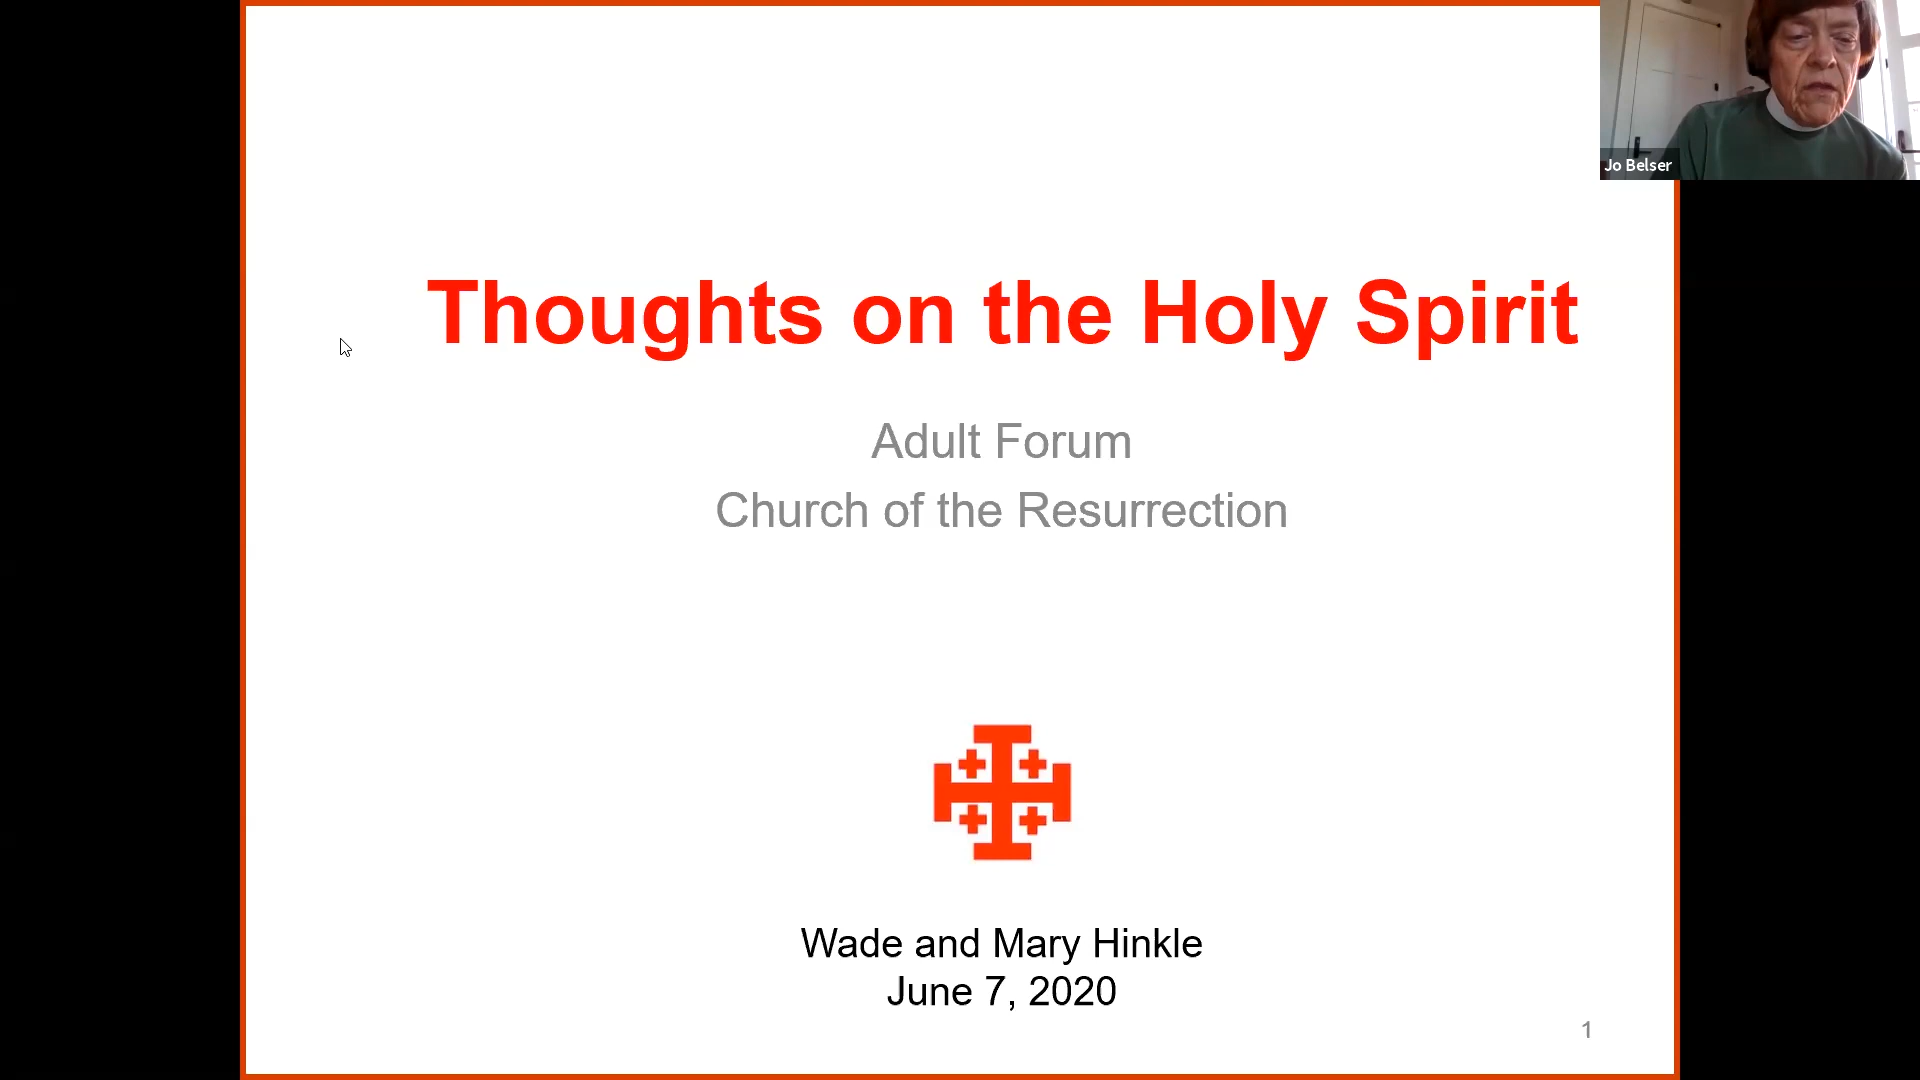 Jo Belser
Thoughts on the Holy Spirit
Adult Forum
Church of the Resurrection
Wade and Mary Hinkle
June 7, 2020
1